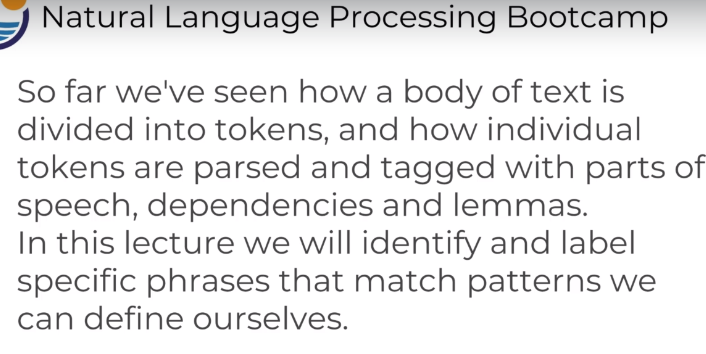 Natural Language Processing Bootcamp
So far we've seen how a body of text is
divided into tokens, and how individual
tokens are parsed and tagged with parts of
speech, dependencies and lemmas.
In this lecture we will identify and label
specific phrases that match patterns we
can define ourselves.